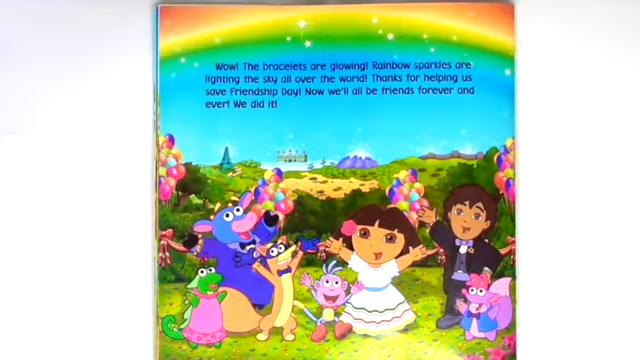 Wow! The bracelets are glowing! Rainbow sparkles are
lighting the sky all over the world! Thanks for helping us
save Friendship Day! Now we'll all be friends forever and
ever! We did it!